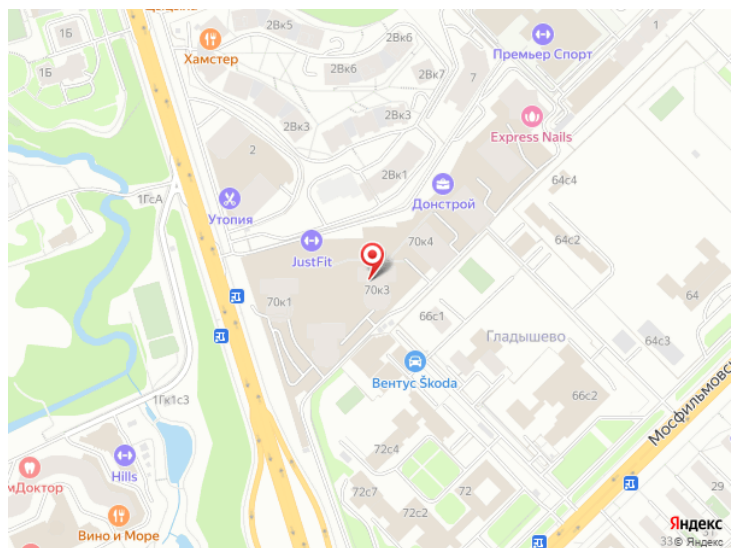 1Б
2Вк5
2Вк6
1
Хамстер
Премьер Спорт
1Б
2Вк6
2Вк7
7
2Вк3
2Вк3
Express Nails
2
2Вк1
64с4
1ГсА
Утопия
Донстрой
JustFit
70к4
64с2
70к3
70к1
66с1
64
Гладышево
64с3
Вентус Škoda
66с2
1Гк1с3
Мосфильмовск
72с4
Hills
мДоктор
72с7
72
29
72с2
Вино и Море
Яндекс
© Яндекс